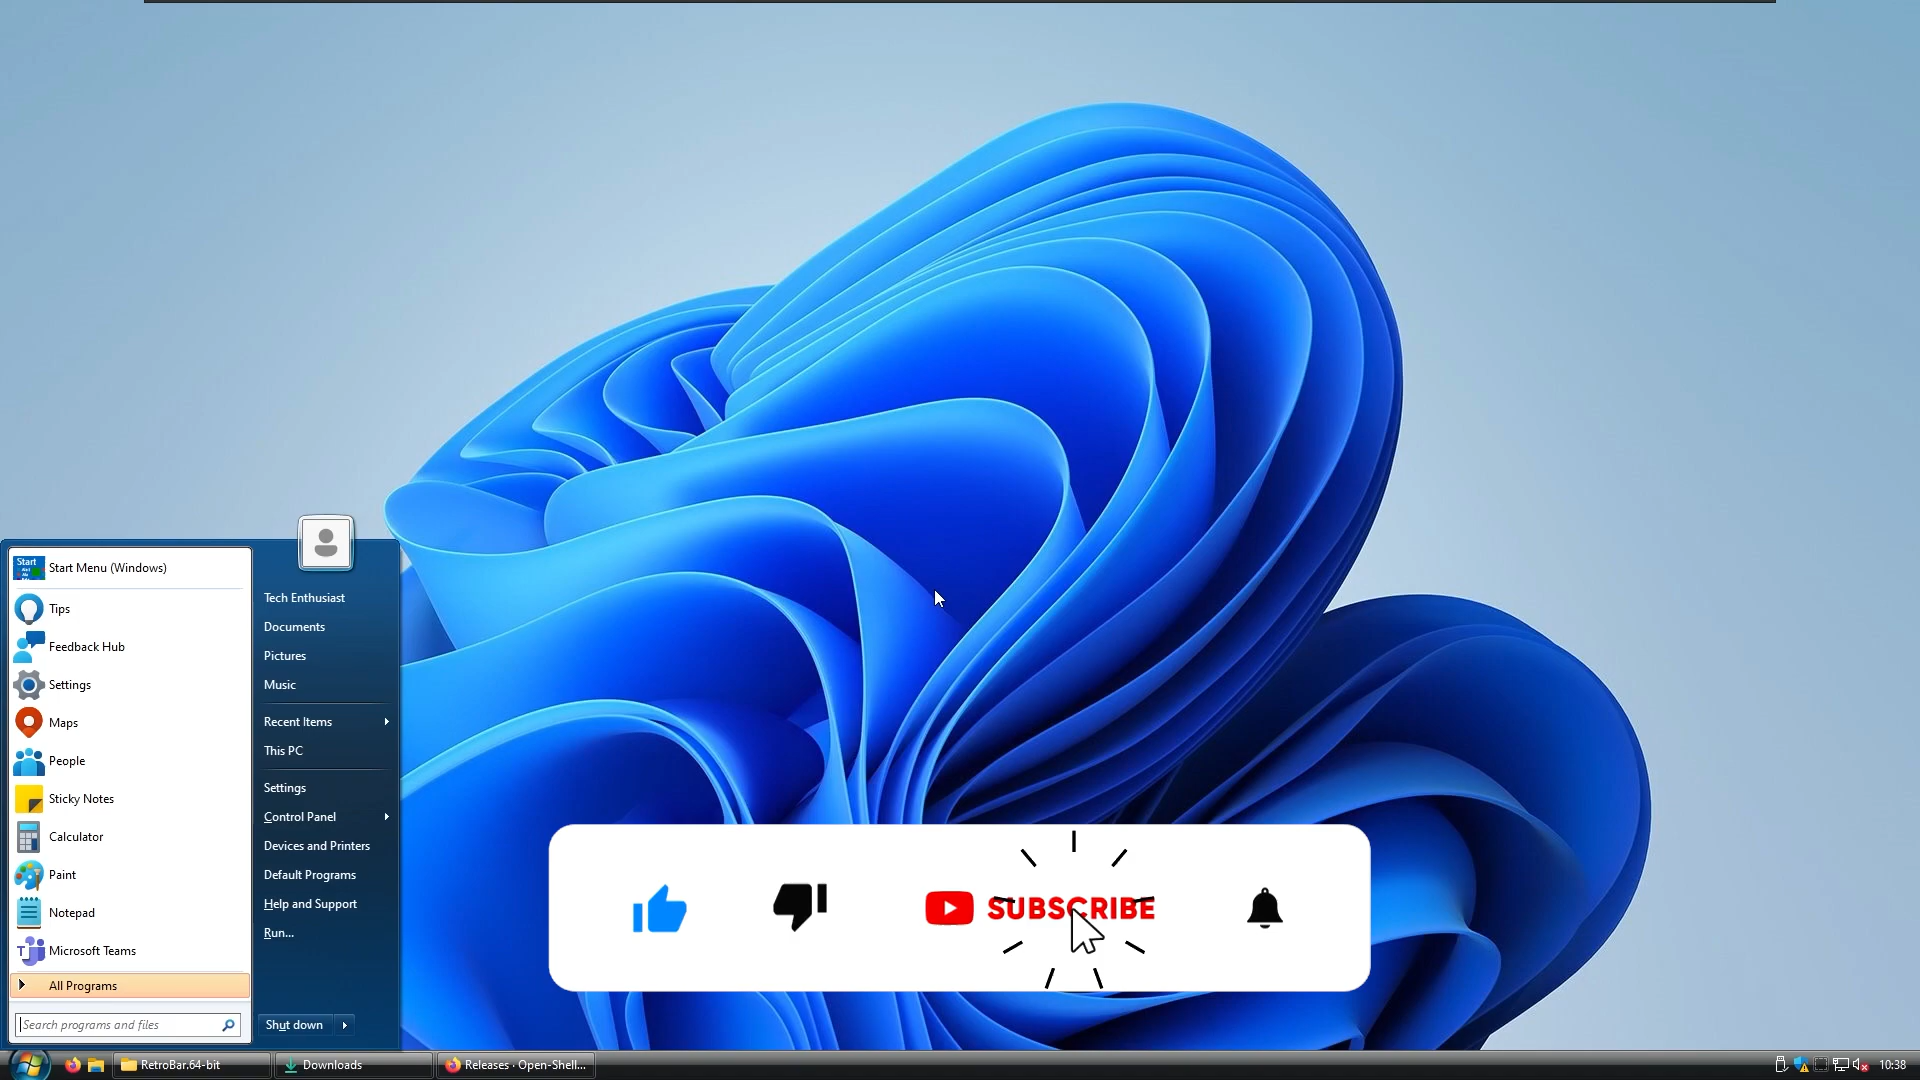 Start
Start Menu (Windows)
Tips
Feedback Hub
Settings
Maps
People
Sticky Notes
Calculator
Paint
Notepad
Microsoft Teams
All Programs
Search programs and files
Tech Enthusiast
Documents
Pictures
Music
Recent Items
This PC
Settings
Control Panel
Devices and Printers
Default Programs
Help and Support
Run...
Shut down
SUBSCRIBE
RetroBar.64-bit
Downloads
Releases · Open-Shell...
10:38